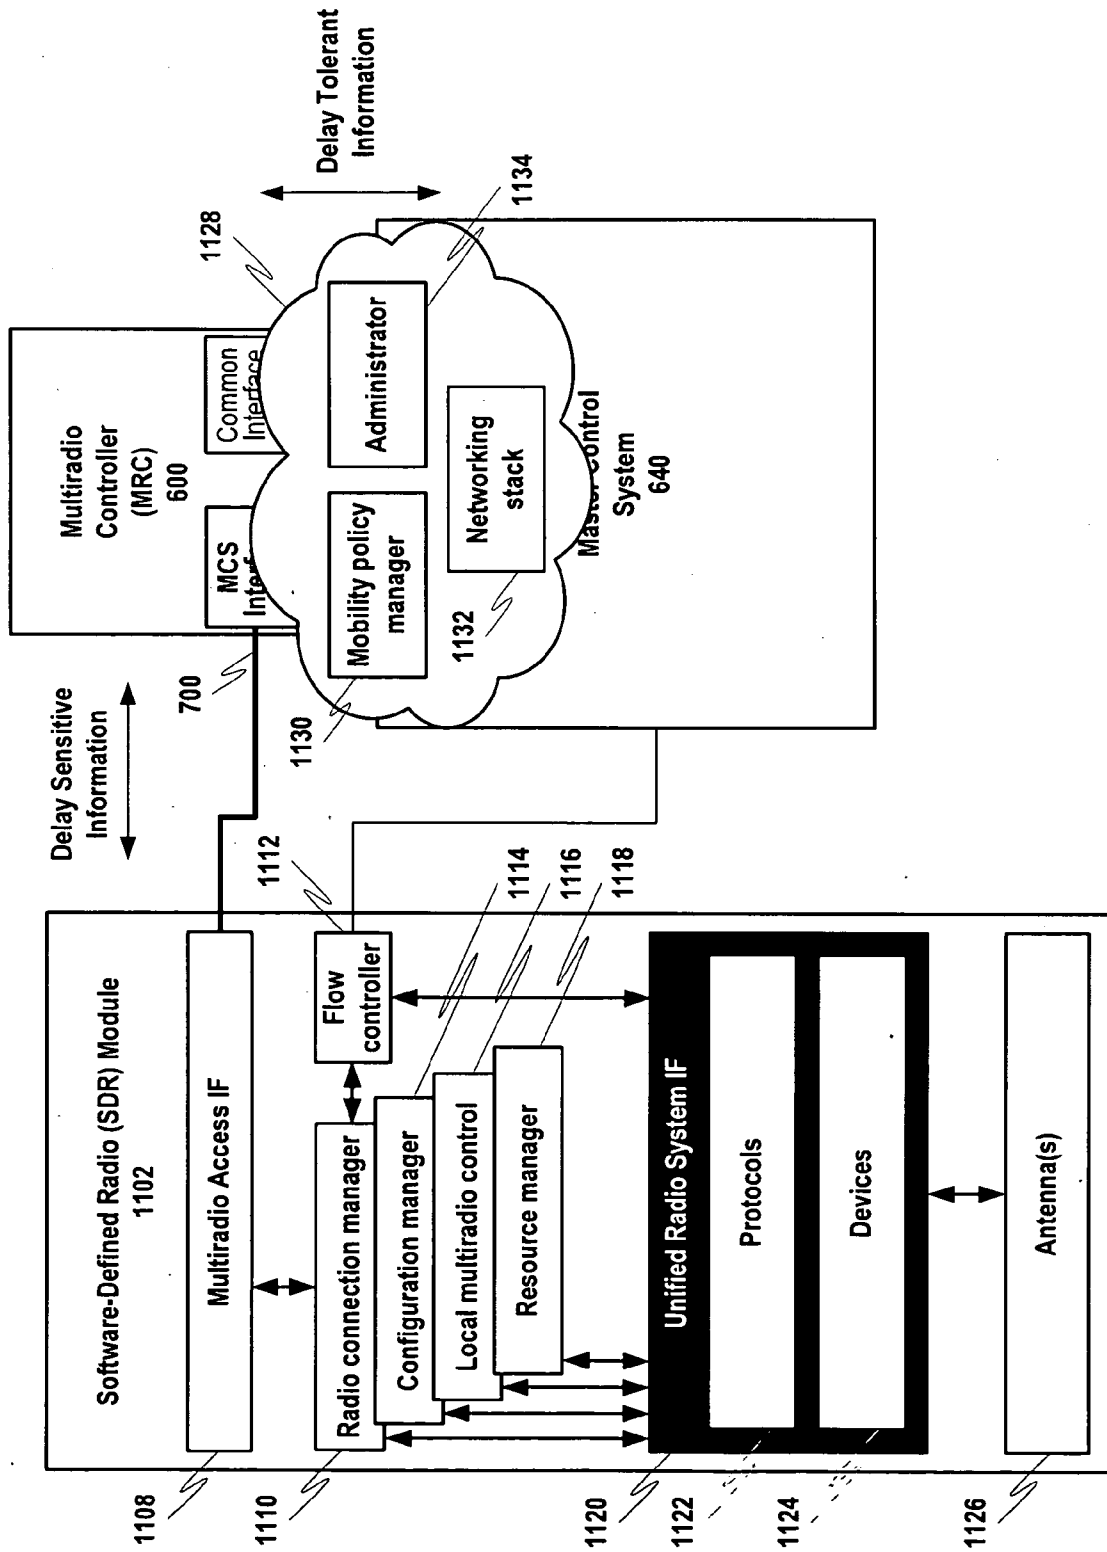 Software-Defined Radio (SDR) Module
1102
1108
Multiradio Access IF
1110
Radio connection manager
Configuration manager
Local multiradio control
Resource manager
Flow
controller
1112
1114
1116
1118
1120
Unified Radio System IF
1122
Protocols
1124
Devices
1126
Antenna(s)
Delay Sensitive
Information
700
Multiradio
Controller
(MRC)
600
MCS
Interf
Common
Interface
1128
Delay Tolerant
Information
1130
Mobility policy
manager
Administrator
1134
1132
Networking
stack
Master Control
System
640